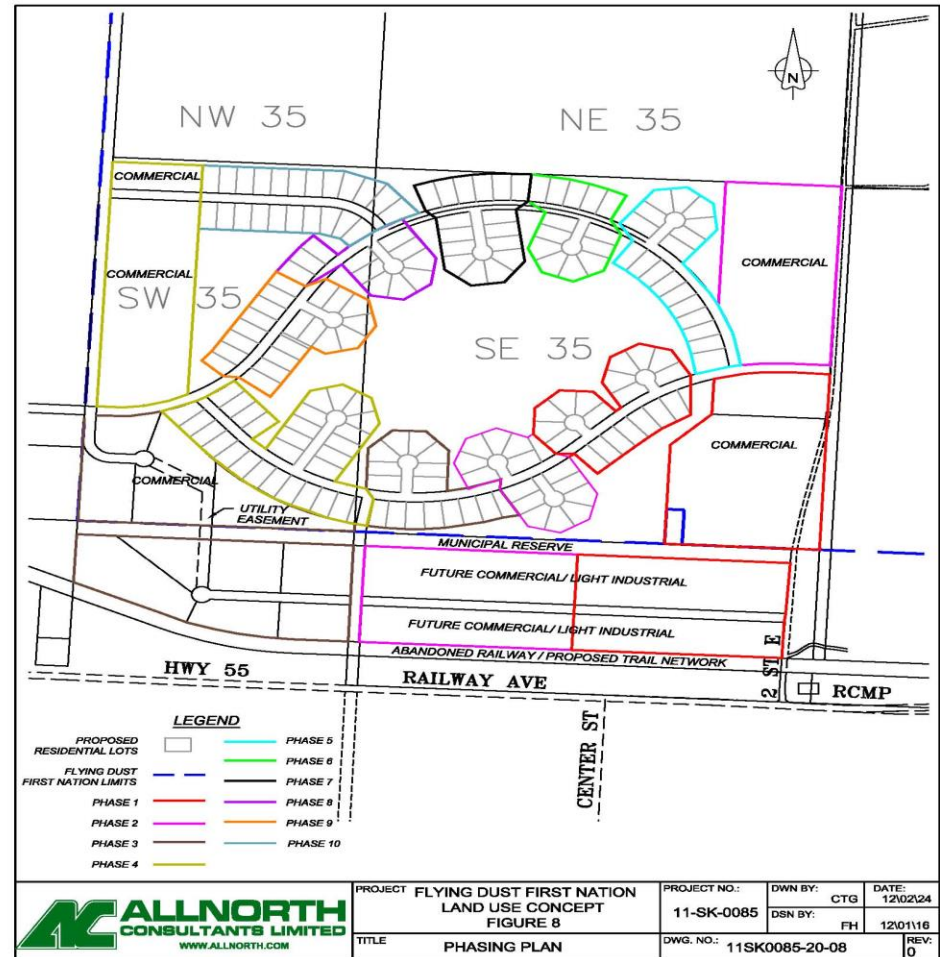 NW 35
NE 35
N
COMMERCIAL
COMMERCIAL
COMMERCIAL
SW 35
SE 35
COMMERCIAL
COMMERCIAL
UTILITY
EASEMENT
MUNICIPAL RESERVE
FUTURE COMMERCIAL/ LIGHT INDUSTRIAL
FUTURE COMMERCIAL/ LIGHT INDUSTRIAL
ABANDONED RAILWAY / PROPOSED TRAIL NETWORK
HWY 55
RAILWAY AVE
2 ST E
RCMP
CENTER ST
LEGEND
PROPOSED
RESIDENTIAL LOTS
FLYING DUST
FIRST NATION LIMITS
PHASE 1
PHASE 2
PHASE 3
PHASE 4
PHASE 5
PHASE 6
PHASE 7
PHASE 8
PHASE 9
PHASE 10
ALLNORTH
CONSULTANTS LIMITED
WWW.ALLNORTH.COM
PROJECT FLYING DUST FIRST NATION
LAND USE CONCEPT
FIGURE 8
TITLE PHASING PLAN
PROJECT NO.:
11-SK-0085
DWN BY:
CTG
DSN BY:
FH
DATE:
12\02\24
12\01\16
DWG. NO.: 11SK0085-20-08
REV:
0